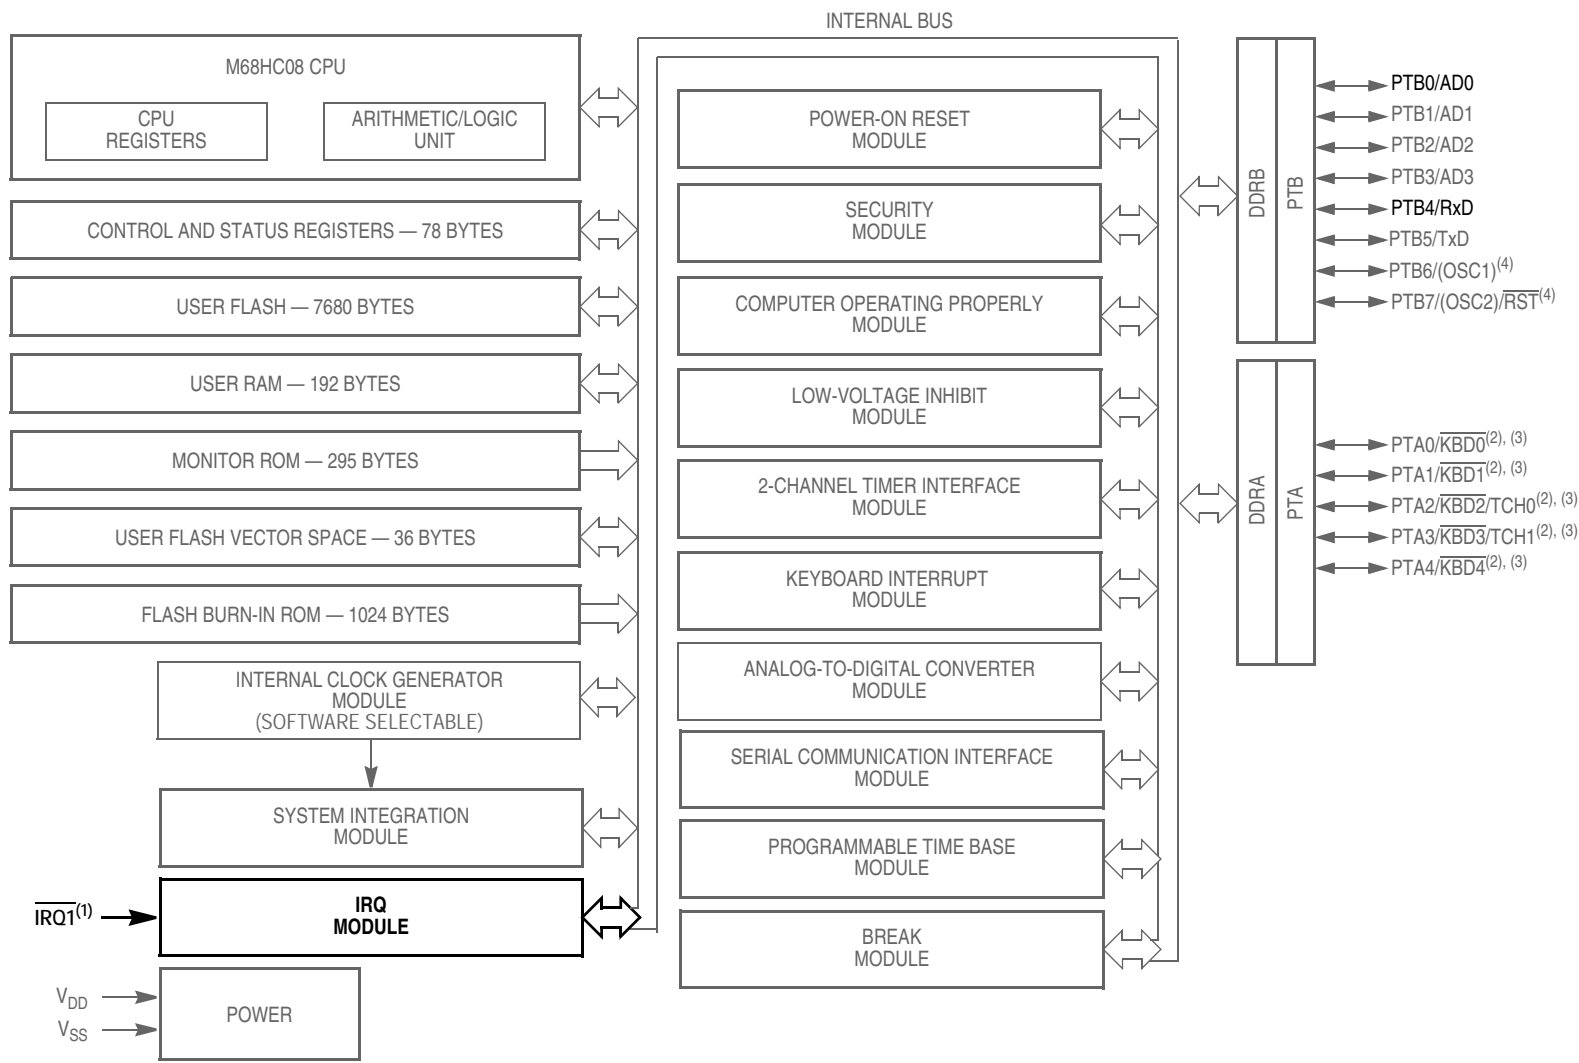 INTERNAL BUS
M68HC08 CPU
CPU
REGISTERS
ARITHMETIC/LOGIC
UNIT
CONTROL AND STATUS REGISTERS — 78 BYTES
USER FLASH — 7680 BYTES
USER RAM — 192 BYTES
MONITOR ROM — 295 BYTES
USER FLASH VECTOR SPACE — 36 BYTES
FLASH BURN-IN ROM — 1024 BYTES
INTERNAL CLOCK GENERATOR
MODULE
(SOFTWARE SELECTABLE)
SYSTEM INTEGRATION
MODULE
IRQ1(1)
IRQ
MODULE
VDD
VSS
POWER
POWER-ON RESET
MODULE
SECURITY
MODULE
COMPUTER OPERATING PROPERLY
MODULE
LOW-VOLTAGE INHIBIT
MODULE
2-CHANNEL TIMER INTERFACE
MODULE
KEYBOARD INTERRUPT
MODULE
ANALOG-TO-DIGITAL CONVERTER
MODULE
SERIAL COMMUNICATION INTERFACE
MODULE
PROGRAMMABLE TIME BASE
MODULE
BREAK
MODULE
DDRB
PTB
PTB0/AD0
PTB1/AD1
PTB2/AD2
PTB3/AD3
PTB4/RxD
PTB5/TxD
PTB6/(OSC1)(4)
PTB7/(OSC2)/RST(4)
DDRA
PTA
PTA0/KBD0(2), (3)
PTA1/KBD1(2), (3)
PTA2/KBD2/TCH0(2), (3)
PTA3/KBD3/TCH1(2), (3)
PTA4/KBD4(2), (3)